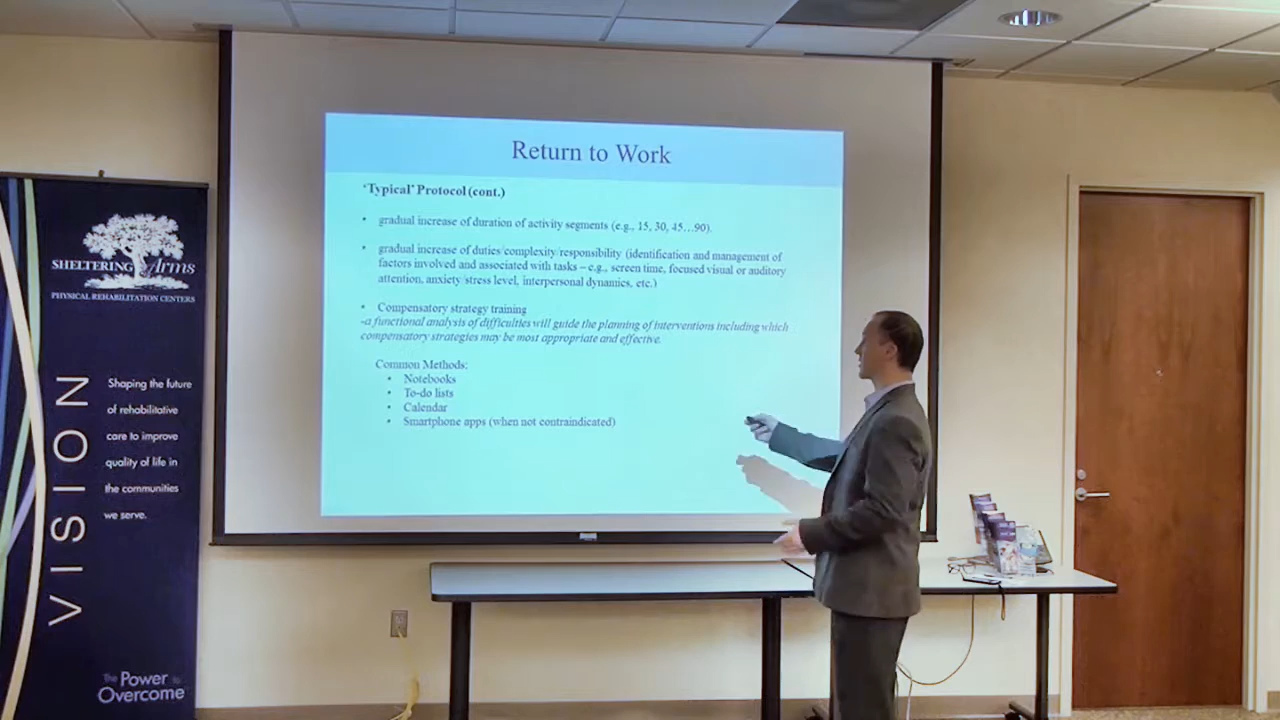 Return to Work
'Typical' Protocol (cont.)
• gradual increase of duration of activity segments (e.g., 15, 30, 45…90).
• gradual increase of duties/complexity/responsibility (identification and management of
factors involved and associated with tasks – e.g., screen time, focused visual or auditory
attention, anxiety/stress level, interpersonal dynamics, etc.)
• Compensatory strategy training
-a functional analysis of difficulties will guide the planning of interventions including which
compensatory strategies may be most appropriate and effective.
Common Methods:
• Notebooks
• To-do lists
• Calendar
• Smartphone apps (when not contraindicated)
SHELTERING Arms
PHYSICAL REHABILITATION CENTERS
VISION
Shaping the future
of rehabilitative
care to improve
quality of life in
the communities
we serve.
The Power to
Overcome